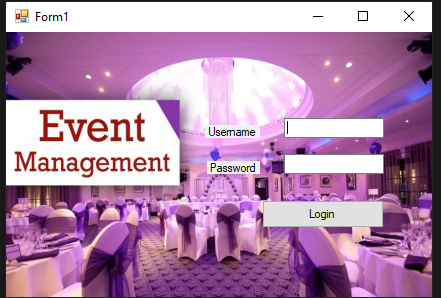 Form1
Event
Management
Username
Password
Login